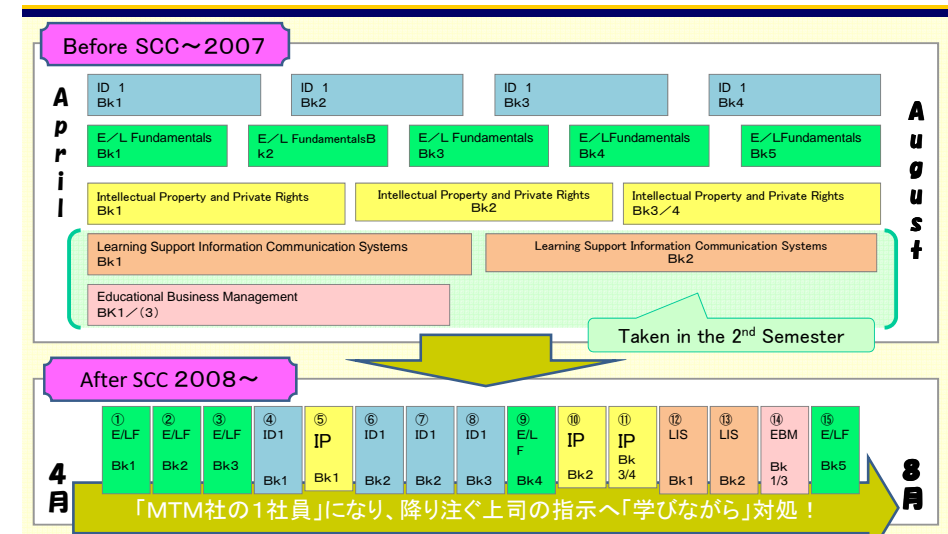 Before SCC～2007
April
August
ID 1
Bk1
ID 1
Bk2
ID 1
Bk3
ID 1
Bk4
E／L Fundamentals
Bk1
E／L FundamentalsB
k2
E／L Fundamentals
Bk3
E／LFundamentals
Bk4
E／LFundamentals
Bk5
Intellectual Property and Private Rights
Bk1
Intellectual Property and Private Rights
Bk2
Intellectual Property and Private Rights
Bk3／4
Learning Support Information Communication Systems
Bk1
Learning Support Information Communication Systems
Bk2
Educational Business Management
BK1／(3)
Taken in the 2nd Semester
After SCC 2008～
4月
8月
①
E/LF
Bk1
②
E/LF
Bk2
③
E/LF
Bk3
④
ID1
Bk1
⑤
IP
Bk1
⑥
ID1
Bk2
⑦
ID1
Bk2
⑧
ID1
Bk3
⑨
E/L
F
Bk4
⑩
IP
Bk2
⑪
IP
Bk
3/4
⑫
LIS
Bk1
⑬
LIS
Bk2
⑭
EBM
Bk
1/3
⑮
E/LF
Bk5
「MTM社の1社員」になり、降り注ぐ上司の指示へ「学びながら」対処！